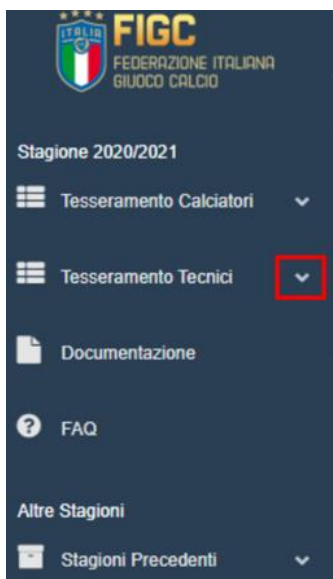 ITALIA
FIGC
FEDERAZIONE ITALIANA
GIUOCO CALCIO
Stagione 2020/2021
Tesseramento Calciatori
Tesseramento Tecnici
Documentazione
? FAQ
Altre Stagioni
Stagioni Precedenti